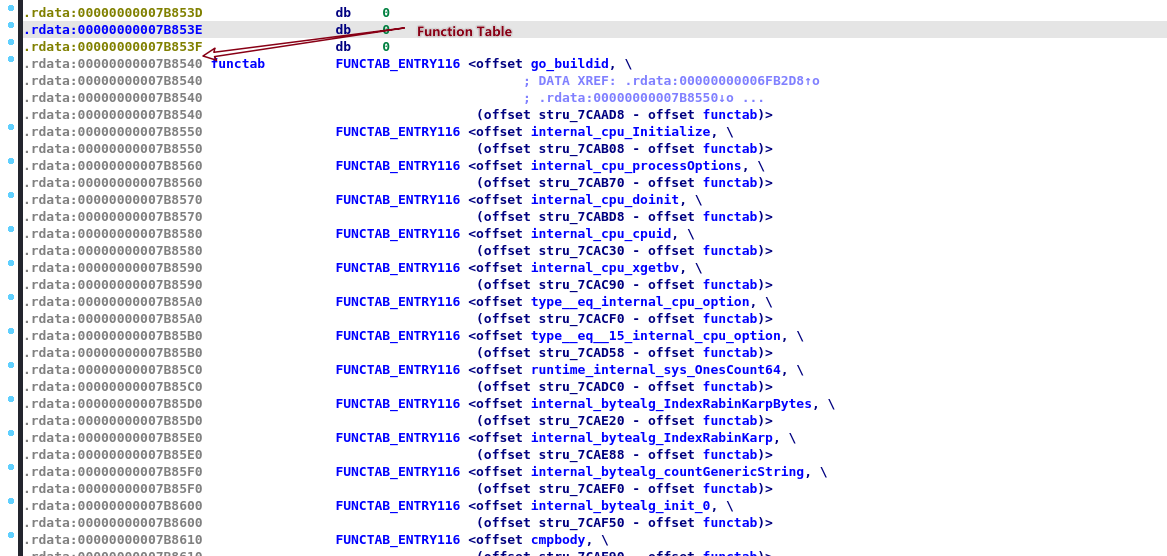 .rdata:00000000007B853D db 0
.rdata:00000000007B853E db 0 Function Table
.rdata:00000000007B853F db 0
.rdata:00000000007B8540 functab FUNCTAB_ENTRY116 <offset go_buildid, \
.rdata:00000000007B8540 ; DATA XREF: .rdata:00000000006FB2D8↑o
.rdata:00000000007B8540 ; .rdata:00000000007B8550↓o ...
.rdata:00000000007B8540 (offset stru_7CAAD8 - offset functab)>
.rdata:00000000007B8550 FUNCTAB_ENTRY116 <offset internal_cpu_Initialize, \
.rdata:00000000007B8550 (offset stru_7CAB08 - offset functab)>
.rdata:00000000007B8560 FUNCTAB_ENTRY116 <offset internal_cpu_processOptions, \
.rdata:00000000007B8560 (offset stru_7CAB70 - offset functab)>
.rdata:00000000007B8570 FUNCTAB_ENTRY116 <offset internal_cpu_doinit, \
.rdata:00000000007B8570 (offset stru_7CABD8 - offset functab)>
.rdata:00000000007B8580 FUNCTAB_ENTRY116 <offset internal_cpu_cpuid, \
.rdata:00000000007B8580 (offset stru_7CAC30 - offset functab)>
.rdata:00000000007B8590 FUNCTAB_ENTRY116 <offset internal_cpu_xgetbv, \
.rdata:00000000007B8590 (offset stru_7CAC90 - offset functab)>
.rdata:00000000007B85A0 FUNCTAB_ENTRY116 <offset type__eq_internal_cpu_option, \
.rdata:00000000007B85A0 (offset stru_7CACF0 - offset functab)>
.rdata:00000000007B85B0 FUNCTAB_ENTRY116 <offset type__eq__15_internal_cpu_option, \
.rdata:00000000007B85B0 (offset stru_7CAD58 - offset functab)>
.rdata:00000000007B85C0 FUNCTAB_ENTRY116 <offset runtime_internal_sys_OnesCount64, \
.rdata:00000000007B85C0 (offset stru_7CADC0 - offset functab)>
.rdata:00000000007B85D0 FUNCTAB_ENTRY116 <offset internal_bytealg_IndexRabinKarpBytes, \
.rdata:00000000007B85D0 (offset stru_7CAE20 - offset functab)>
.rdata:00000000007B85E0 FUNCTAB_ENTRY116 <offset internal_bytealg_IndexRabinKarp, \
.rdata:00000000007B85E0 (offset stru_7CAE88 - offset functab)>
.rdata:00000000007B85F0 FUNCTAB_ENTRY116 <offset internal_bytealg_countGenericString, \
.rdata:00000000007B85F0 (offset stru_7CAEF0 - offset functab)>
.rdata:00000000007B8600 FUNCTAB_ENTRY116 <offset internal_bytealg_init_0, \
.rdata:00000000007B8600 (offset stru_7CAF50 - offset functab)>
.rdata:00000000007B8610 FUNCTAB_ENTRY116 <offset cmpbody, \